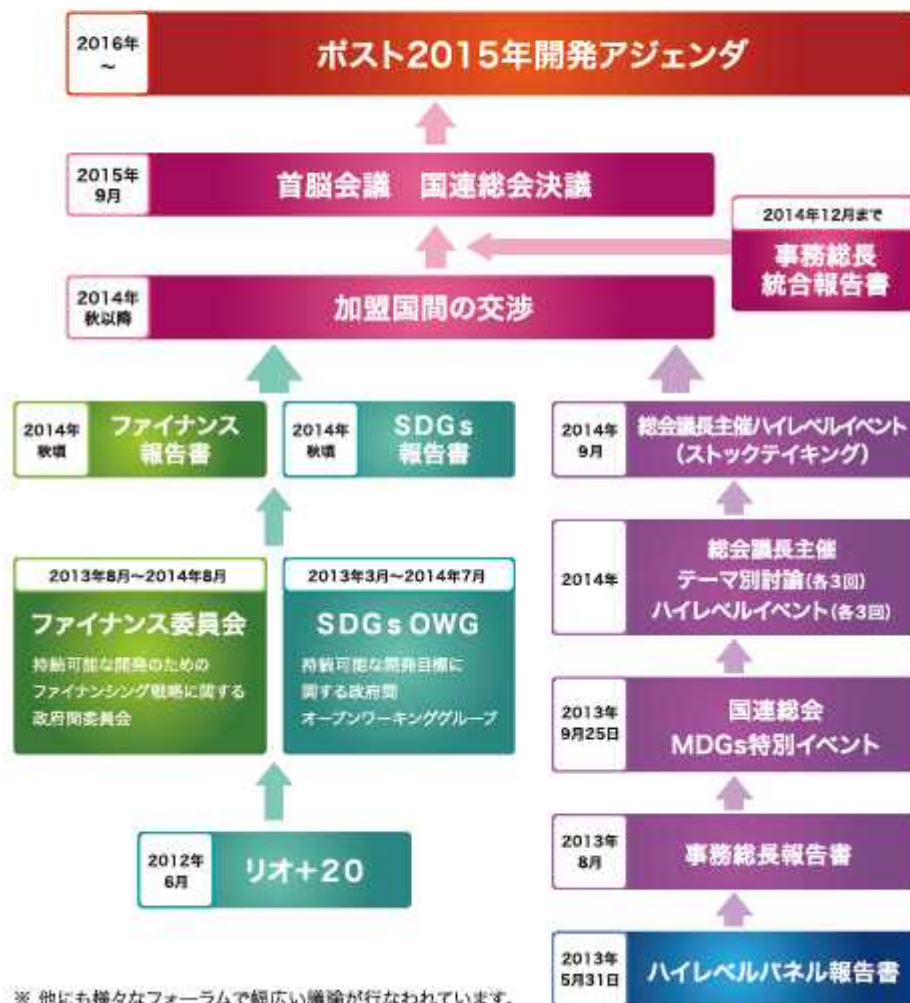 2016年
～
ポスト2015年開発アジェンダ
2015年
9月
首脳会議 国連総会決議
2014年12月まで
事務総長
統合報告書
2014年
秋以降
加盟国間の交渉
2014年
秋頃
ファイナンス
報告書
2014年
秋頃
SDGs
報告書
2014年
9月
総会議長主催ハイレベルイベント
（ストックテイキング）
2013年8月～2014年8月
ファイナンス委員会
持続可能な開発のための
ファイナンシング戦略に関する
政府間委員会
2013年3月～2014年7月
SDGs OWG
持続可能な開発目標に
関する政府間
オープンワーキンググループ
2014年
総会議長主催
テーマ別討論(各3回)
ハイレベルイベント(各3回)
2013年
9月25日
国連総会
MDGs特別イベント
2012年
6月
リオ+20
2013年
8月
事務総長報告書
2013年
5月31日
ハイレベルパネル報告書
※ 他にも様々なフォーラムで幅広い議論が行なわれています。